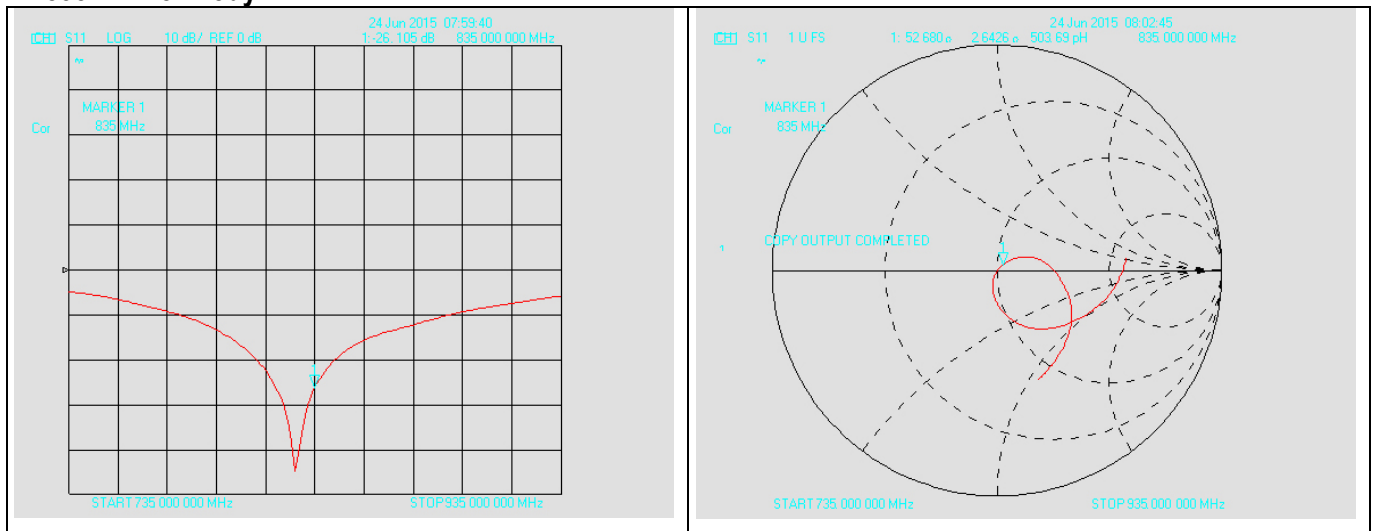 24 Jun 2015 07:59:40
CH1 S11 LOG 10 dB/ REF 0 dB 1:-26.105 dB 835.000 000 MHz
MARKER 1
835 MHz
Cor
1
START 735.000 000 MHz STOP 935.000 000 MHz
24 Jun 2015 08:02:45
CH1 S11 1 U FS 1: 52.680 Ω 2.6426 Ω 503.69 pH 835.000 000 MHz
MARKER 1
835 MHz
Cor
COPY OUTPUT COMPLETED
1
1
START 735.000 000 MHz STOP 935.000 000 MHz